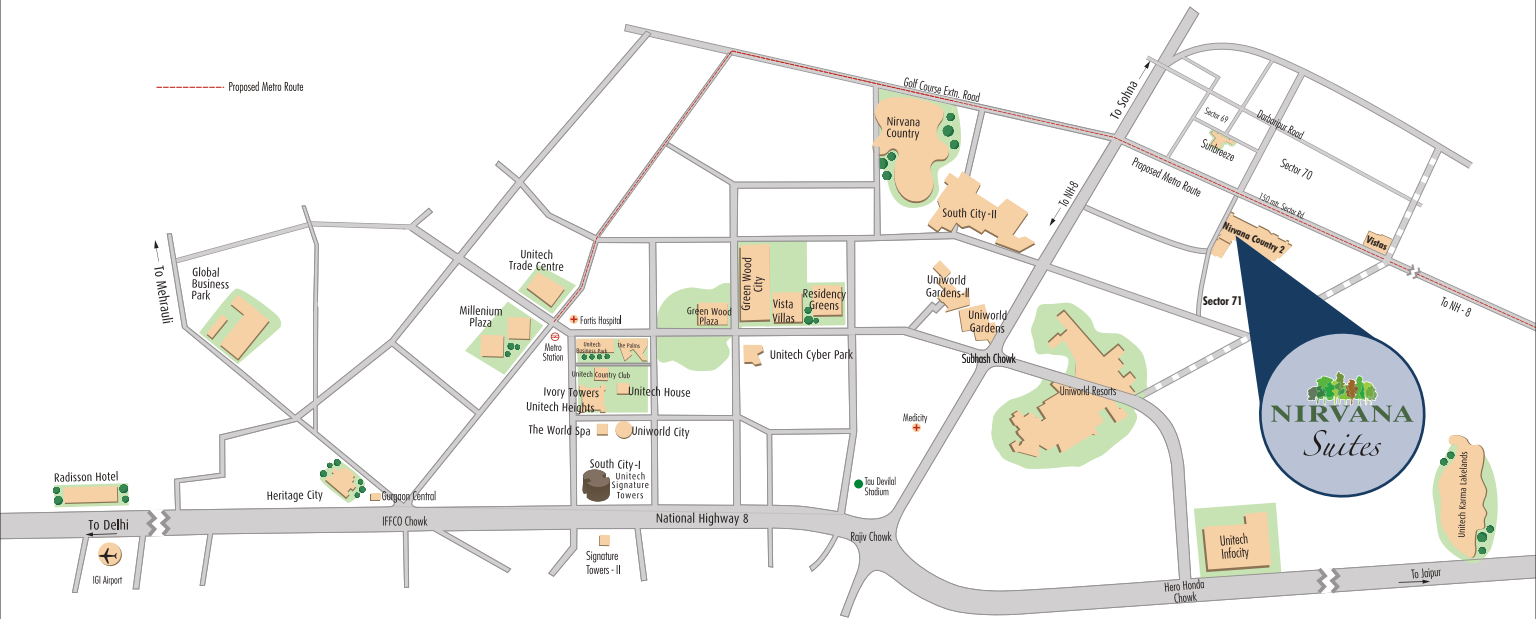 Proposed Metro Route
Golf Course Extn. Road
To Sohna
Sector 69
Darbaripur Road
Sunbreeze
Sector 70
Nirvana
Country
Proposed Metro Route
To NH-8
150 mtr. Sector Rd.
South City-II
Nirvana Country 2
Vistas
To NH - 8
Sector 71
To Mehrauli
Global
Business
Park
Unitech
Trade Centre
Millenium
Plaza
Fortis Hospital
Metro
Station
Green Wood
Plaza
Green Wood
City
Vista
Villas
Residency
Greens
Uniworld
Gardens-II
Uniworld
Gardens
Subhash Chowk
Unitech
Business Park
The Palms
Unitech Cyber Park
Unitech Country Club
Ivory Towers
Unitech House
Unitech Heights
Uniworld Resorts
The World Spa
Uniworld City
Medicity
NIRVANA
Suites
South City-I
Unitech
Signature
Towers
Tau Devilal
Stadium
Radisson Hotel
Heritage City
Gurgaon Central
Unitech Karma Lakelands
To Delhi
IFFCO Chowk
National Highway 8
Rajiv Chowk
IGI Airport
Signature
Towers - II
Unitech
Infocity
Hero Honda
Chowk
To Jaipur